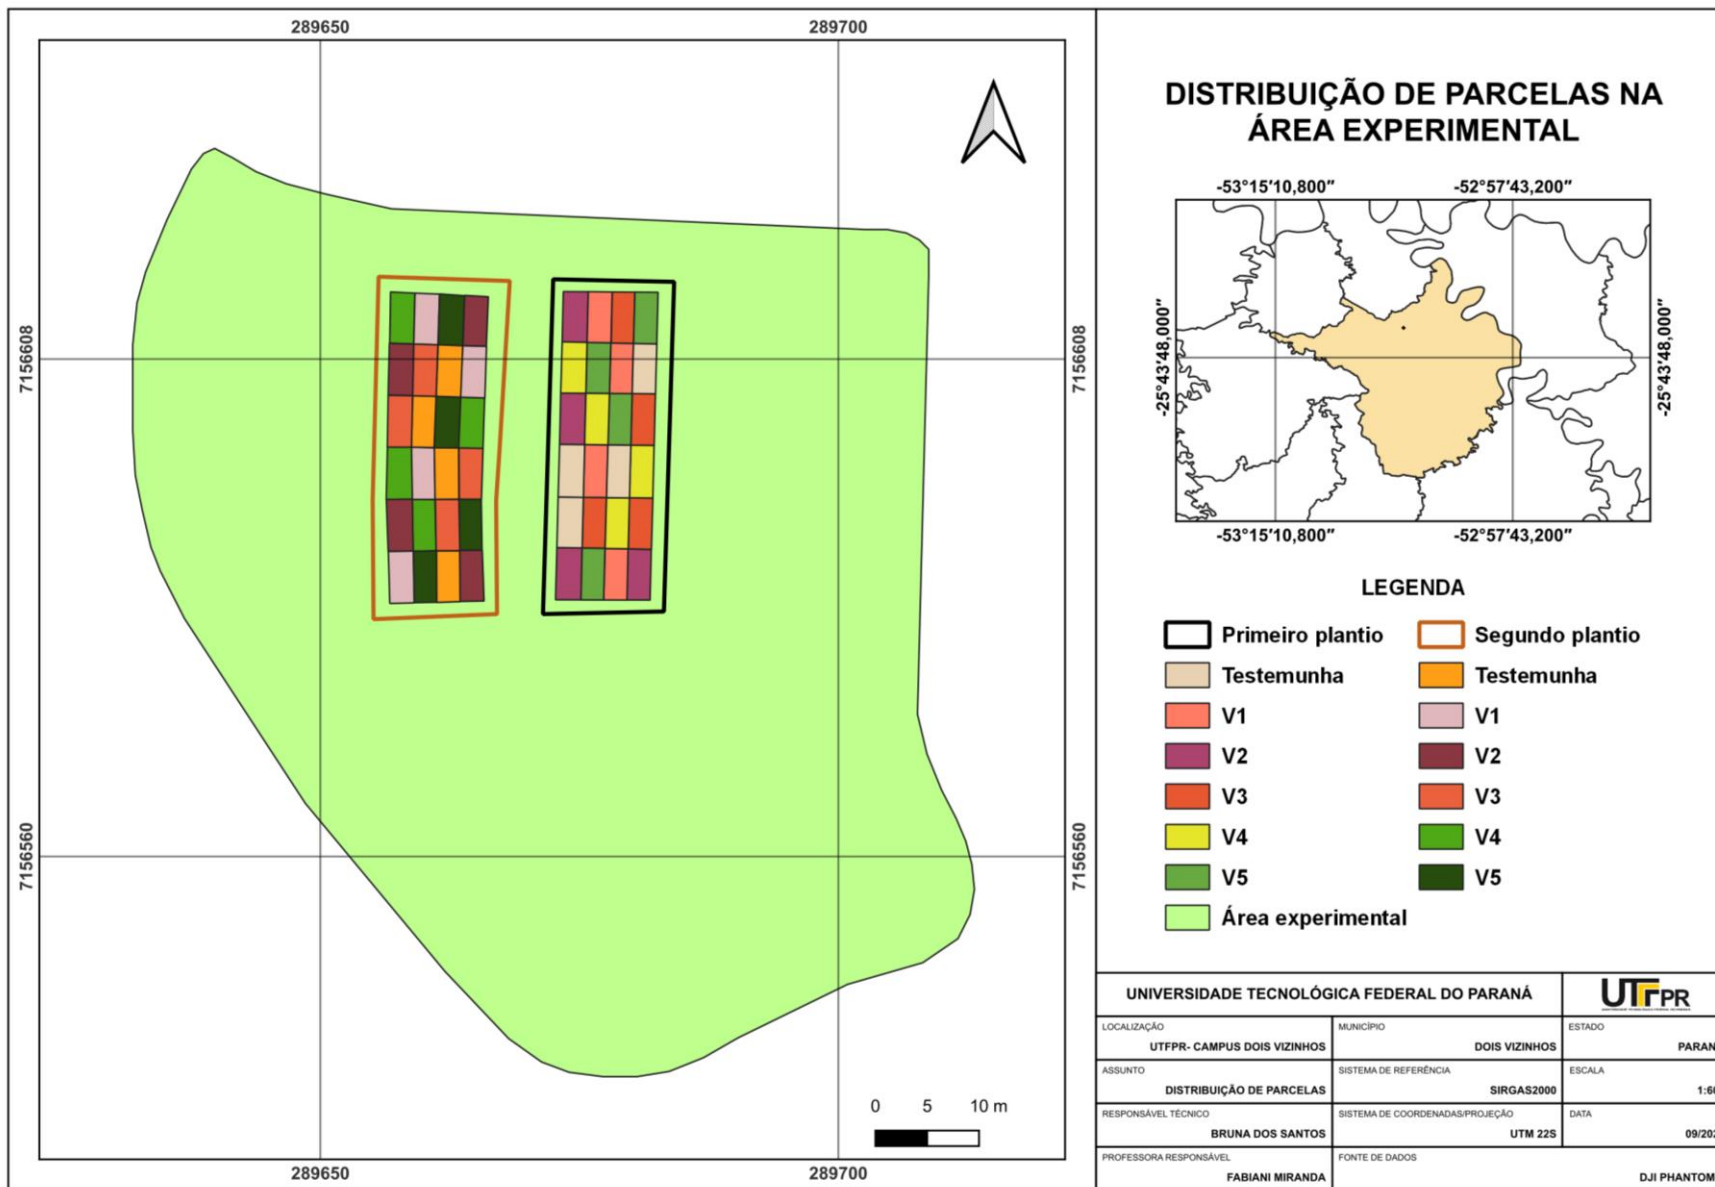 289650
289700
7156608
7156608
7156560
7156560
0 5 10 m
289650
289700
DISTRIBUIÇÃO DE PARCELAS NA
ÁREA EXPERIMENTAL
-53°15′10,800″
-52°57′43,200″
-25°43′48,000″
-25°43′48,000″
-53°15′10,800″
-52°57′43,200″
LEGENDA
Primeiro plantio
Segundo plantio
Testemunha
Testemunha
V1
V1
V2
V2
V3
V3
V4
V4
V5
V5
Área experimental
UNIVERSIDADE TECNOLÓGICA FEDERAL DO PARANÁ
UTFPR
LOCALIZAÇÃO
UTFPR- CAMPUS DOIS VIZINHOS
MUNICÍPIO
DOIS VIZINHOS
ESTADO
PARAN
ASSUNTO
DISTRIBUIÇÃO DE PARCELAS
SISTEMA DE REFERÊNCIA
SIRGAS2000
ESCALA
RESPONSÁVEL TÉCNICO
BRUNA DOS SANTOS
SISTEMA DE COORDENADAS/PROJEÇÃO
UTM 22S
DATA
PROFESSORA RESPONSÁVEL
FABIANI MIRANDA
FONTE DE DADOS
DJI PHANTOM